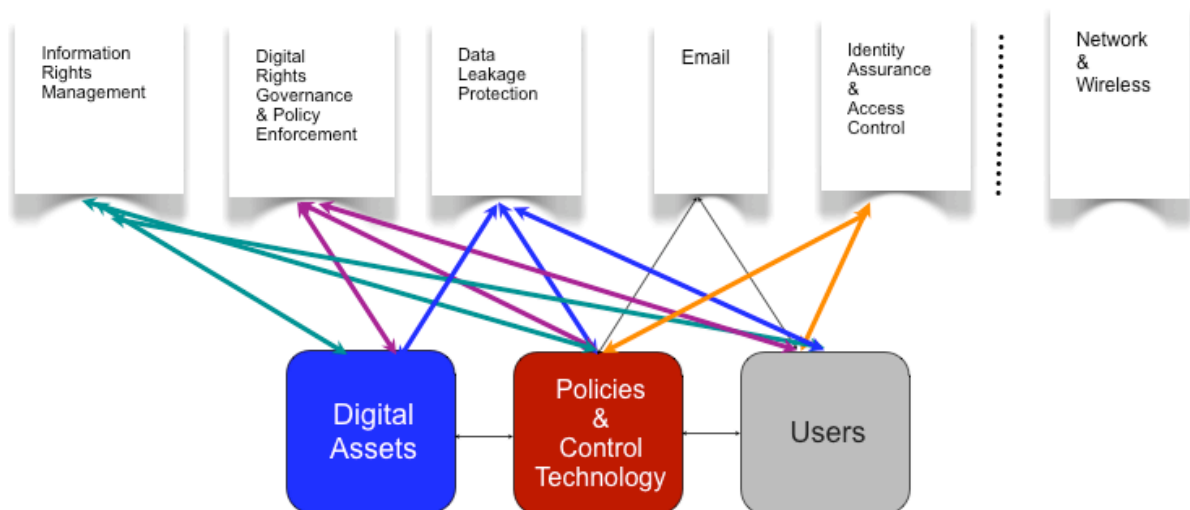 Information
Rights
Management
Digital
Rights
Governance
& Policy
Enforcement
Data
Leakage
Protection
Email
Identity
Assurance
&
Access
Control
Network
&
Wireless
Digital
Assets
Policies
&
Control
Technology
Users